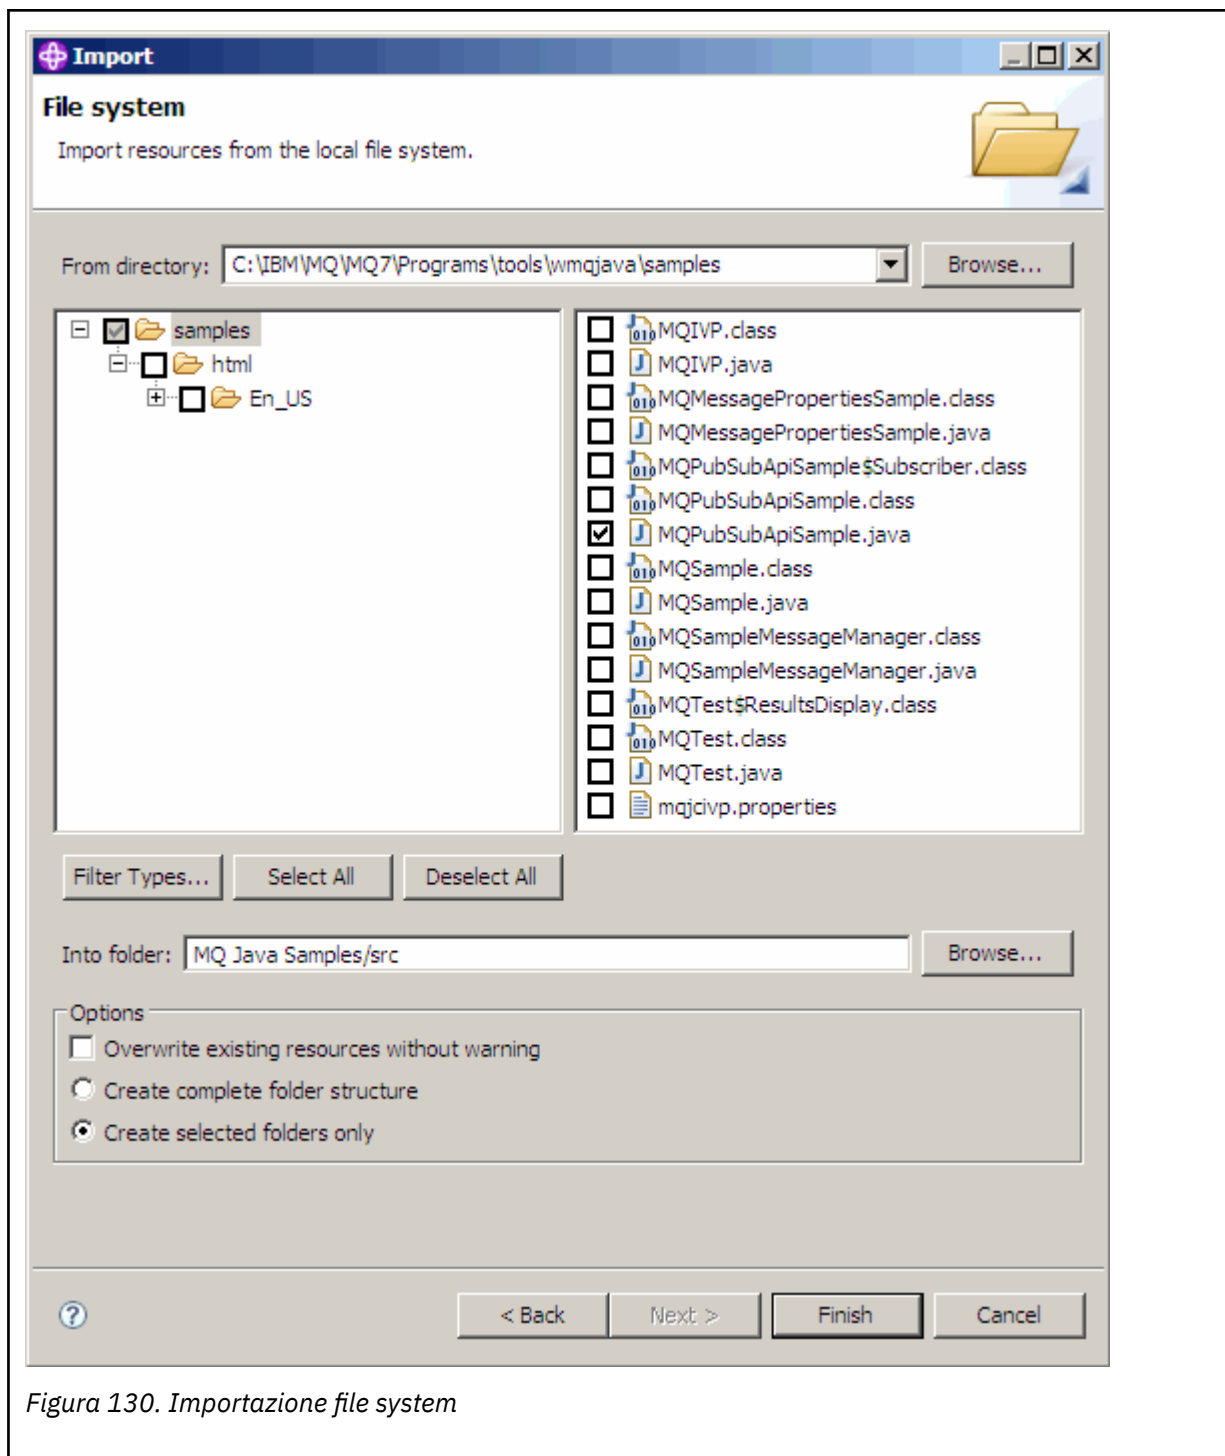 Import
File system
Import resources from the local file system.
From directory: C:\IBM\MQ\MQ7\Programs\tools\wmqjava\samples Browse...
samples
html
En_US
MQIVP.class
MQIVP.java
MQMessagePropertiesSample.class
MQMessagePropertiesSample.java
MQPubSubApiSample$Subscriber.class
MQPubSubApiSample.class
MQPubSubApiSample.java
MQSample.class
MQSample.java
MQSampleMessageManager.class
MQSampleMessageManager.java
MQTest$ResultsDisplay.class
MQTest.class
MQTest.java
mqjcivp.properties
Filter Types... Select All Deselect All
Into folder: MQ Java Samples/src Browse...
Options
Overwrite existing resources without warning
Create complete folder structure
Create selected folders only
< Back Next > Finish Cancel
Figura 130. Importazione file system